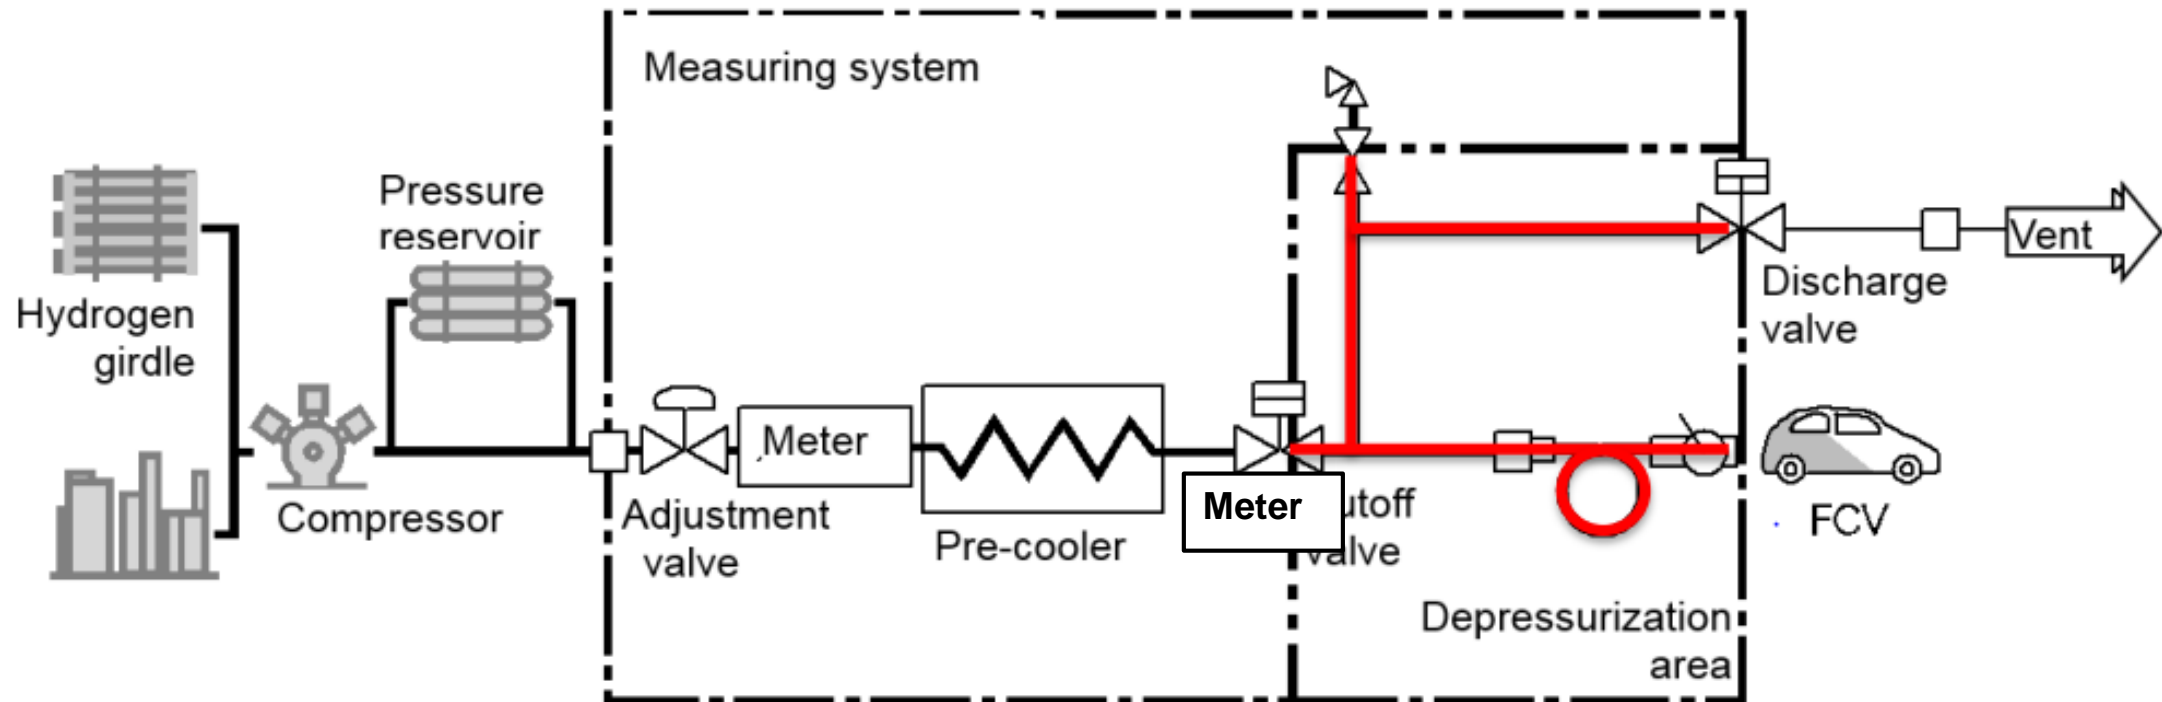 Measuring system
Pressure
reservoir
Hydrogen
girdle
Compressor
Adjustment
valve
Meter
Pre-cooler
Meter
utoff
valve
Vent
Discharge
valve
FCV
Depressurization
area